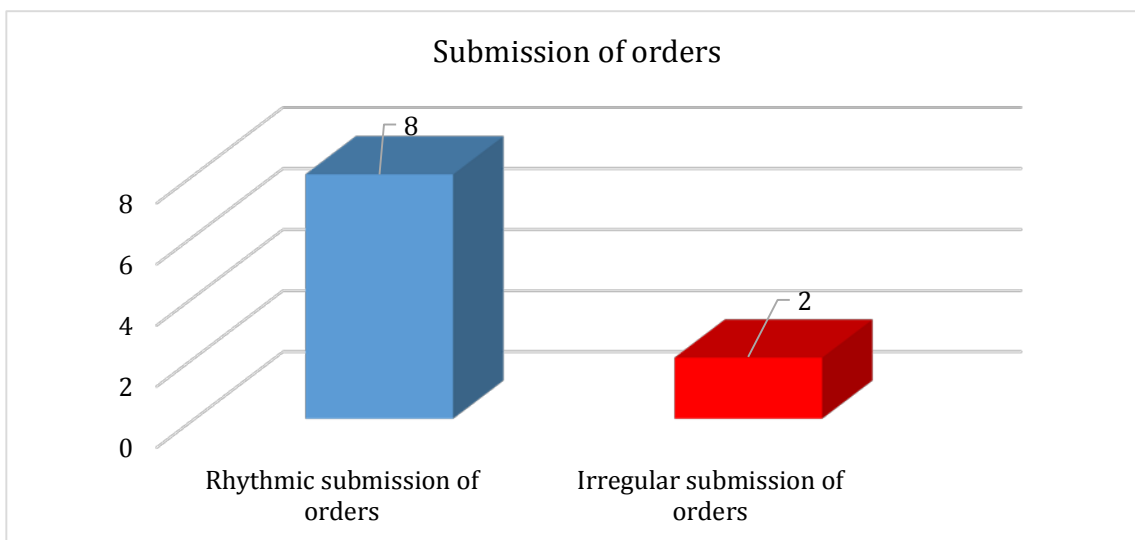 Submission of orders
8
8
6
4
2
2
0
Rhythmic submission of
orders
Irregular submission of
orders